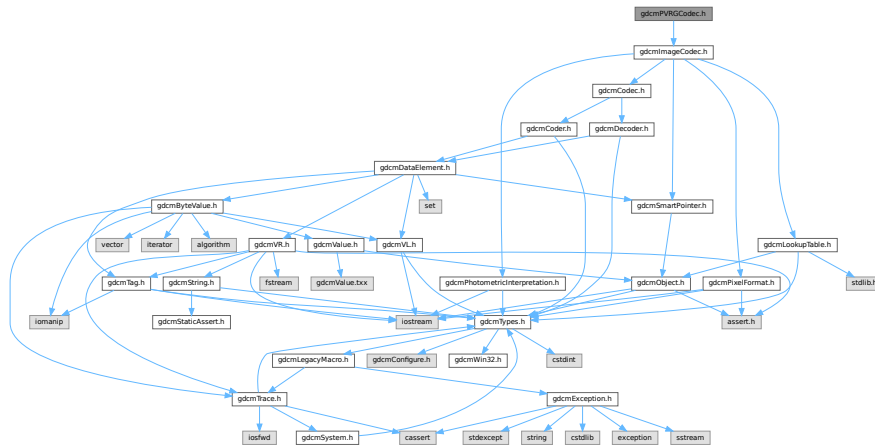 gdcmPVRGCodec.h
gdcmImageCodec.h
gdcmCodec.h
gdcmCoder.h
gdcmDecoder.h
gdcmDataElement.h
gdcmByteValue.h
set
gdcmSmartPointer.h
vector
iterator
algorithm
gdcmVR.h
gdcmValue.h
gdcmVL.h
gdcmLookupTable.h
gdcmTag.h
gdcmString.h
fstream
gdcmValue.txx
gdcmPhotometricInterpretation.h
gdcmObject.h
gdcmPixelFormat.h
stdlib.h
iomanip
gdcmStaticAssert.h
iostream
gdcmTypes.h
assert.h
gdcmLegacyMacro.h
gdcmConfigure.h
gdcmWin32.h
cstdint
gdcmTrace.h
gdcmException.h
iosfwd
gdcmSystem.h
cassert
stdexcept
string
cstdlib
exception
sstream